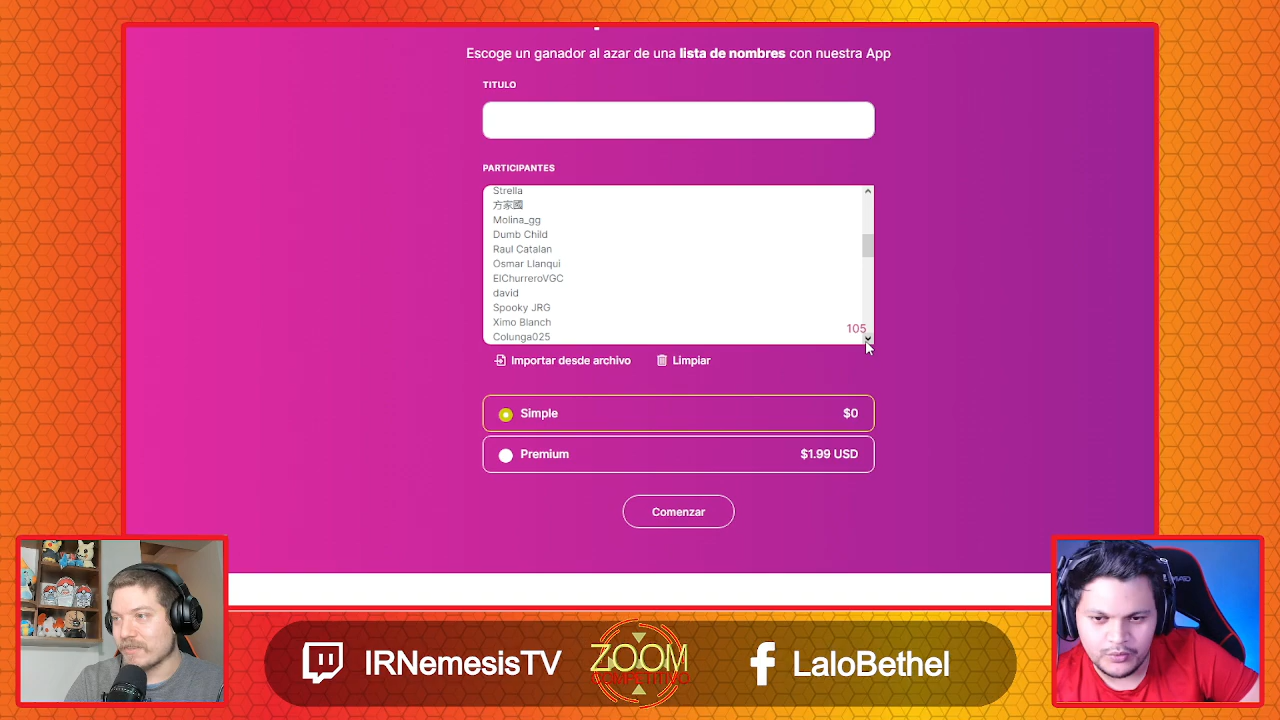 Escoge un ganador al azar de una lista de nombres con nuestra App
TITULO
PARTICIPANTES
Strella
方家國
Molina_gg
Dumb Child
Raul Catalan
Osmar Llanqui
ElChurreroVGC
david
Spooky JRG
Ximo Blanch
Colunga025
105
Importar desde archivo
Limpiar
Simple
$0
Premium
$1.99 USD
Comenzar
IRNemesisTV
ZOOM
COMPETITIVO
LaloBethel